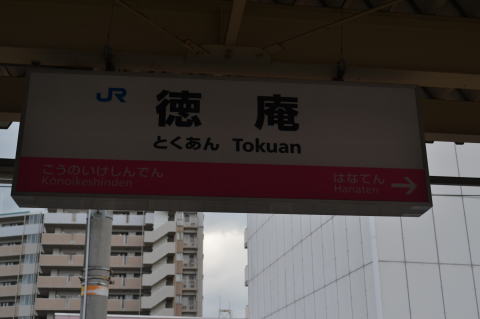 JR 徳庵
とくあん Tokuan
こうのいけしんでん はなてん
Konoikeshinden Hanaten →